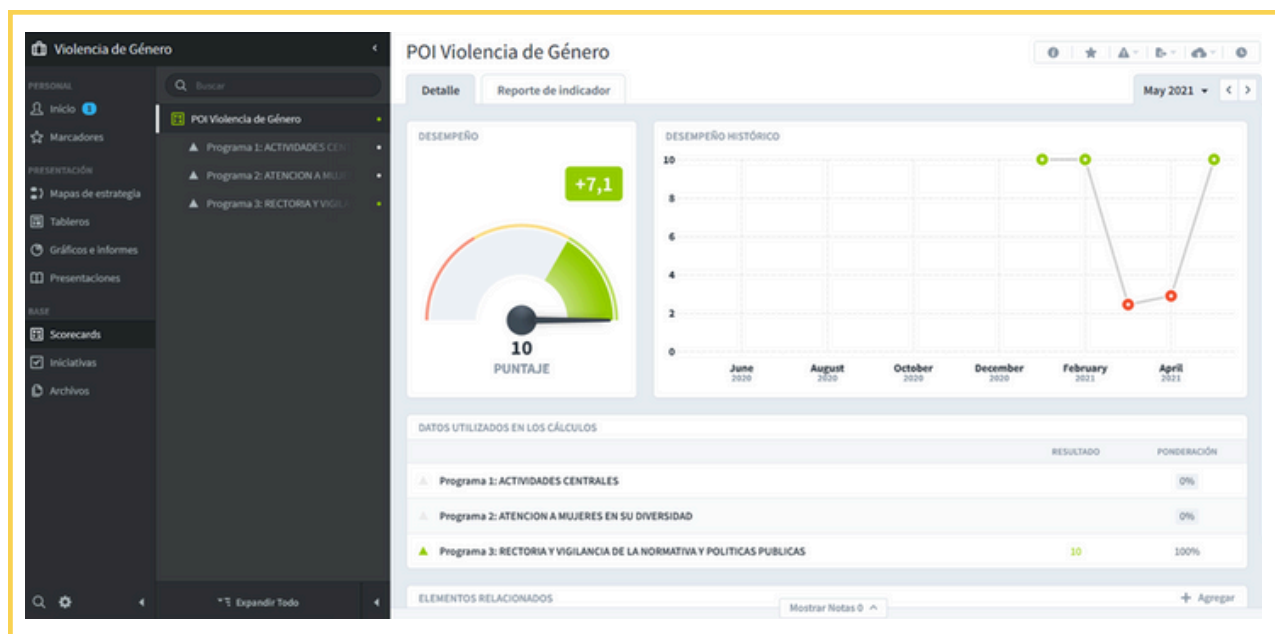 Violencia de Género
PERSONAL
Inicio 1
Marcadores
PRESENTACIÓN
Mapas de estrategia
Tableros
Gráficos e informes
Presentaciones
BASE
Scorecards
Iniciativas
Archivos
Buscar
POI Violencia de Género
Programa 1: ACTIVIDADES CEN
Programa 2: ATENCION A MUJE
Programa 3: RECTORIA Y VIGILA
Expandir Todo
POI Violencia de Género
Detalle
Reporte de indicador
May 2021
DESEMPEÑO
+7,1
10
PUNTAJE
DESEMPEÑO HISTÓRICO
10
8
6
4
2
0
June 2020
August 2020
October 2020
December 2020
February 2021
April 2021
DATOS UTILIZADOS EN LOS CÁLCULOS
RESULTADO PONDERACIÓN
Programa 1: ACTIVIDADES CENTRALES 0%
Programa 2: ATENCION A MUJERES EN SU DIVERSIDAD 0%
Programa 3: RECTORIA Y VIGILANCIA DE LA NORMATIVA Y POLITICAS PUBLICAS 10 100%
ELEMENTOS RELACIONADOS
+ Agregar
Mostrar Notas 0